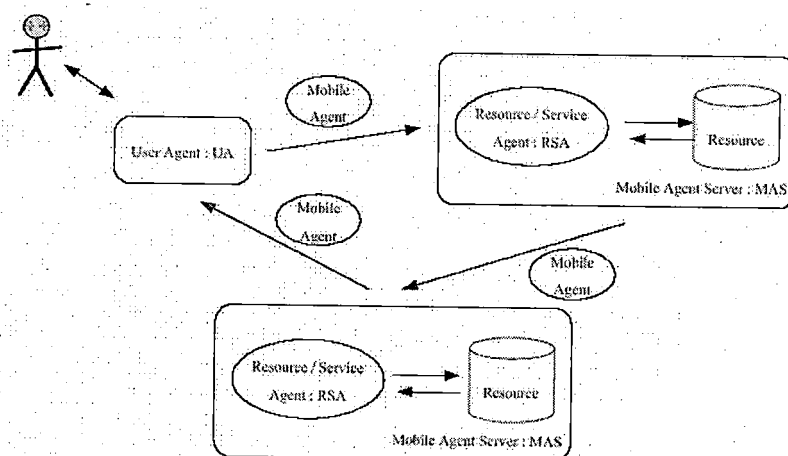 Mobile
Agent
User Agent : UA
Resource / Service
Agent : RSA
Resource
Mobile Agent Server : MAS
Mobile
Agent
Mobile
Agent
Resource / Service
Agent : RSA
Resource
Mobile Agent Server : MAS